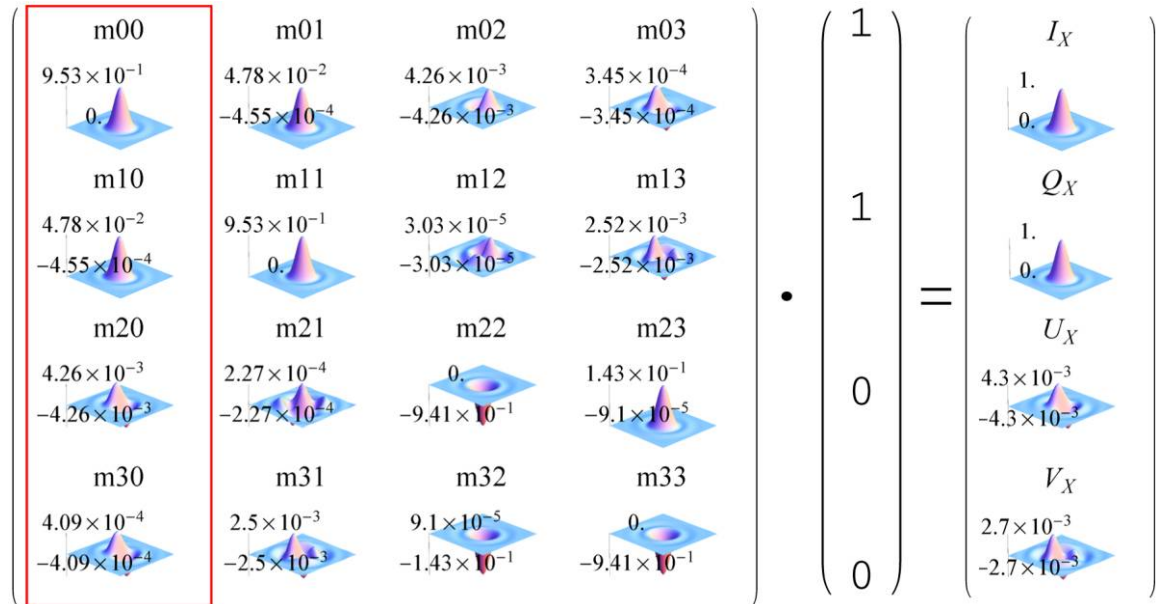 m00 m01 m02 m03 1 I_X
9.53×10⁻¹ 4.78×10⁻² 4.26×10⁻³ 3.45×10⁻⁴ 1.
0. −4.55×10⁻⁴ −4.26×10⁻³ −3.45×10⁻⁴ 0.
m10 m11 m12 m13 1 Q_X
4.78×10⁻² 9.53×10⁻¹ 3.03×10⁻⁵ 2.52×10⁻³ 1.
−4.55×10⁻⁴ 0. −3.03×10⁻⁵ −2.52×10⁻³ · = 0.
m20 m21 m22 m23 U_X
4.26×10⁻³ 2.27×10⁻⁴ 0. 1.43×10⁻¹ 0 4.3×10⁻³
−4.26×10⁻³ −2.27×10⁻⁴ −9.41×10⁻¹ −9.1×10⁻⁵ −4.3×10⁻³
m30 m31 m32 m33 V_X
4.09×10⁻⁴ 2.5×10⁻³ 9.1×10⁻⁵ 0. 2.7×10⁻³
−4.09×10⁻⁴ −2.5×10⁻³ −1.43×10⁻¹ −9.41×10⁻¹ 0 −2.7×10⁻³